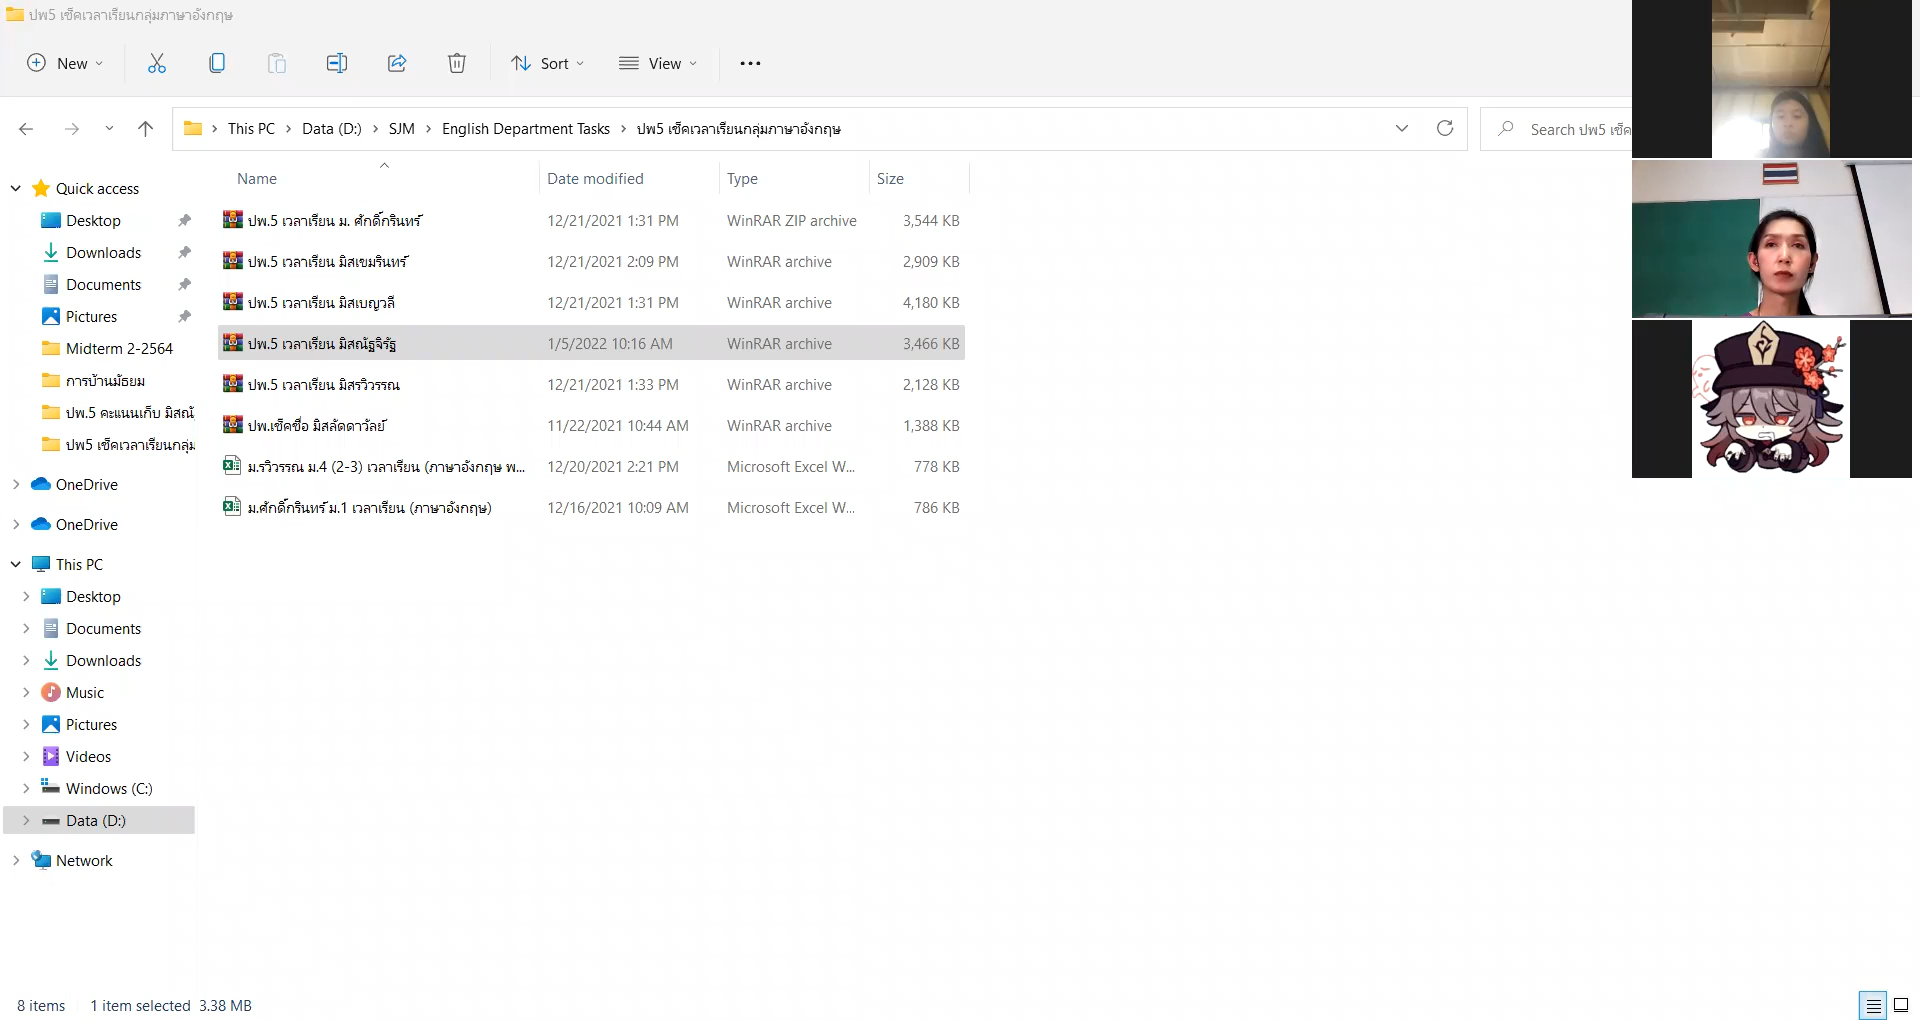 ปพ5 เช็คเวลาเรียนกลุ่มภาษาอังกฤษ
New
Sort
View
This PC > Data (D:) > SJM > English Department Tasks > ปพ5 เช็คเวลาเรียนกลุ่มภาษาอังกฤษ
Search ปพ5 เช็ค
Name Date modified Type Size
ปพ.5 เวลาเรียน ม. ศักดิ์กรินทร์ 12/21/2021 1:31 PM WinRAR ZIP archive 3,544 KB
ปพ.5 เวลาเรียน มิสเขมรินทร์ 12/21/2021 2:09 PM WinRAR archive 2,909 KB
ปพ.5 เวลาเรียน มิสเบญวลี 12/21/2021 1:31 PM WinRAR archive 4,180 KB
ปพ.5 เวลาเรียน มิสณัฐจิรัฐ 1/5/2022 10:16 AM WinRAR archive 3,466 KB
ปพ.5 เวลาเรียน มิสรวิวรรณ 12/21/2021 1:33 PM WinRAR archive 2,128 KB
ปพ.เช็คชื่อ มิสลัดดาวัลย์ 11/22/2021 10:44 AM WinRAR archive 1,388 KB
ม.รวิวรรณ ม.4 (2-3) เวลาเรียน (ภาษาอังกฤษ พ... 12/20/2021 2:21 PM Microsoft Excel W... 778 KB
ม.ศักดิ์กรินทร์ ม.1 เวลาเรียน (ภาษาอังกฤษ) 12/16/2021 10:09 AM Microsoft Excel W... 786 KB
Quick access
Desktop
Downloads
Documents
Pictures
Midterm 2-2564
การบ้านมัธยม
ปพ.5 คะแนนเก็บ มิสณั
ปพ5 เช็คเวลาเรียนกลุ่ม
OneDrive
OneDrive
This PC
Desktop
Documents
Downloads
Music
Pictures
Videos
Windows (C:)
Data (D:)
Network
8 items 1 item selected 3.38 MB